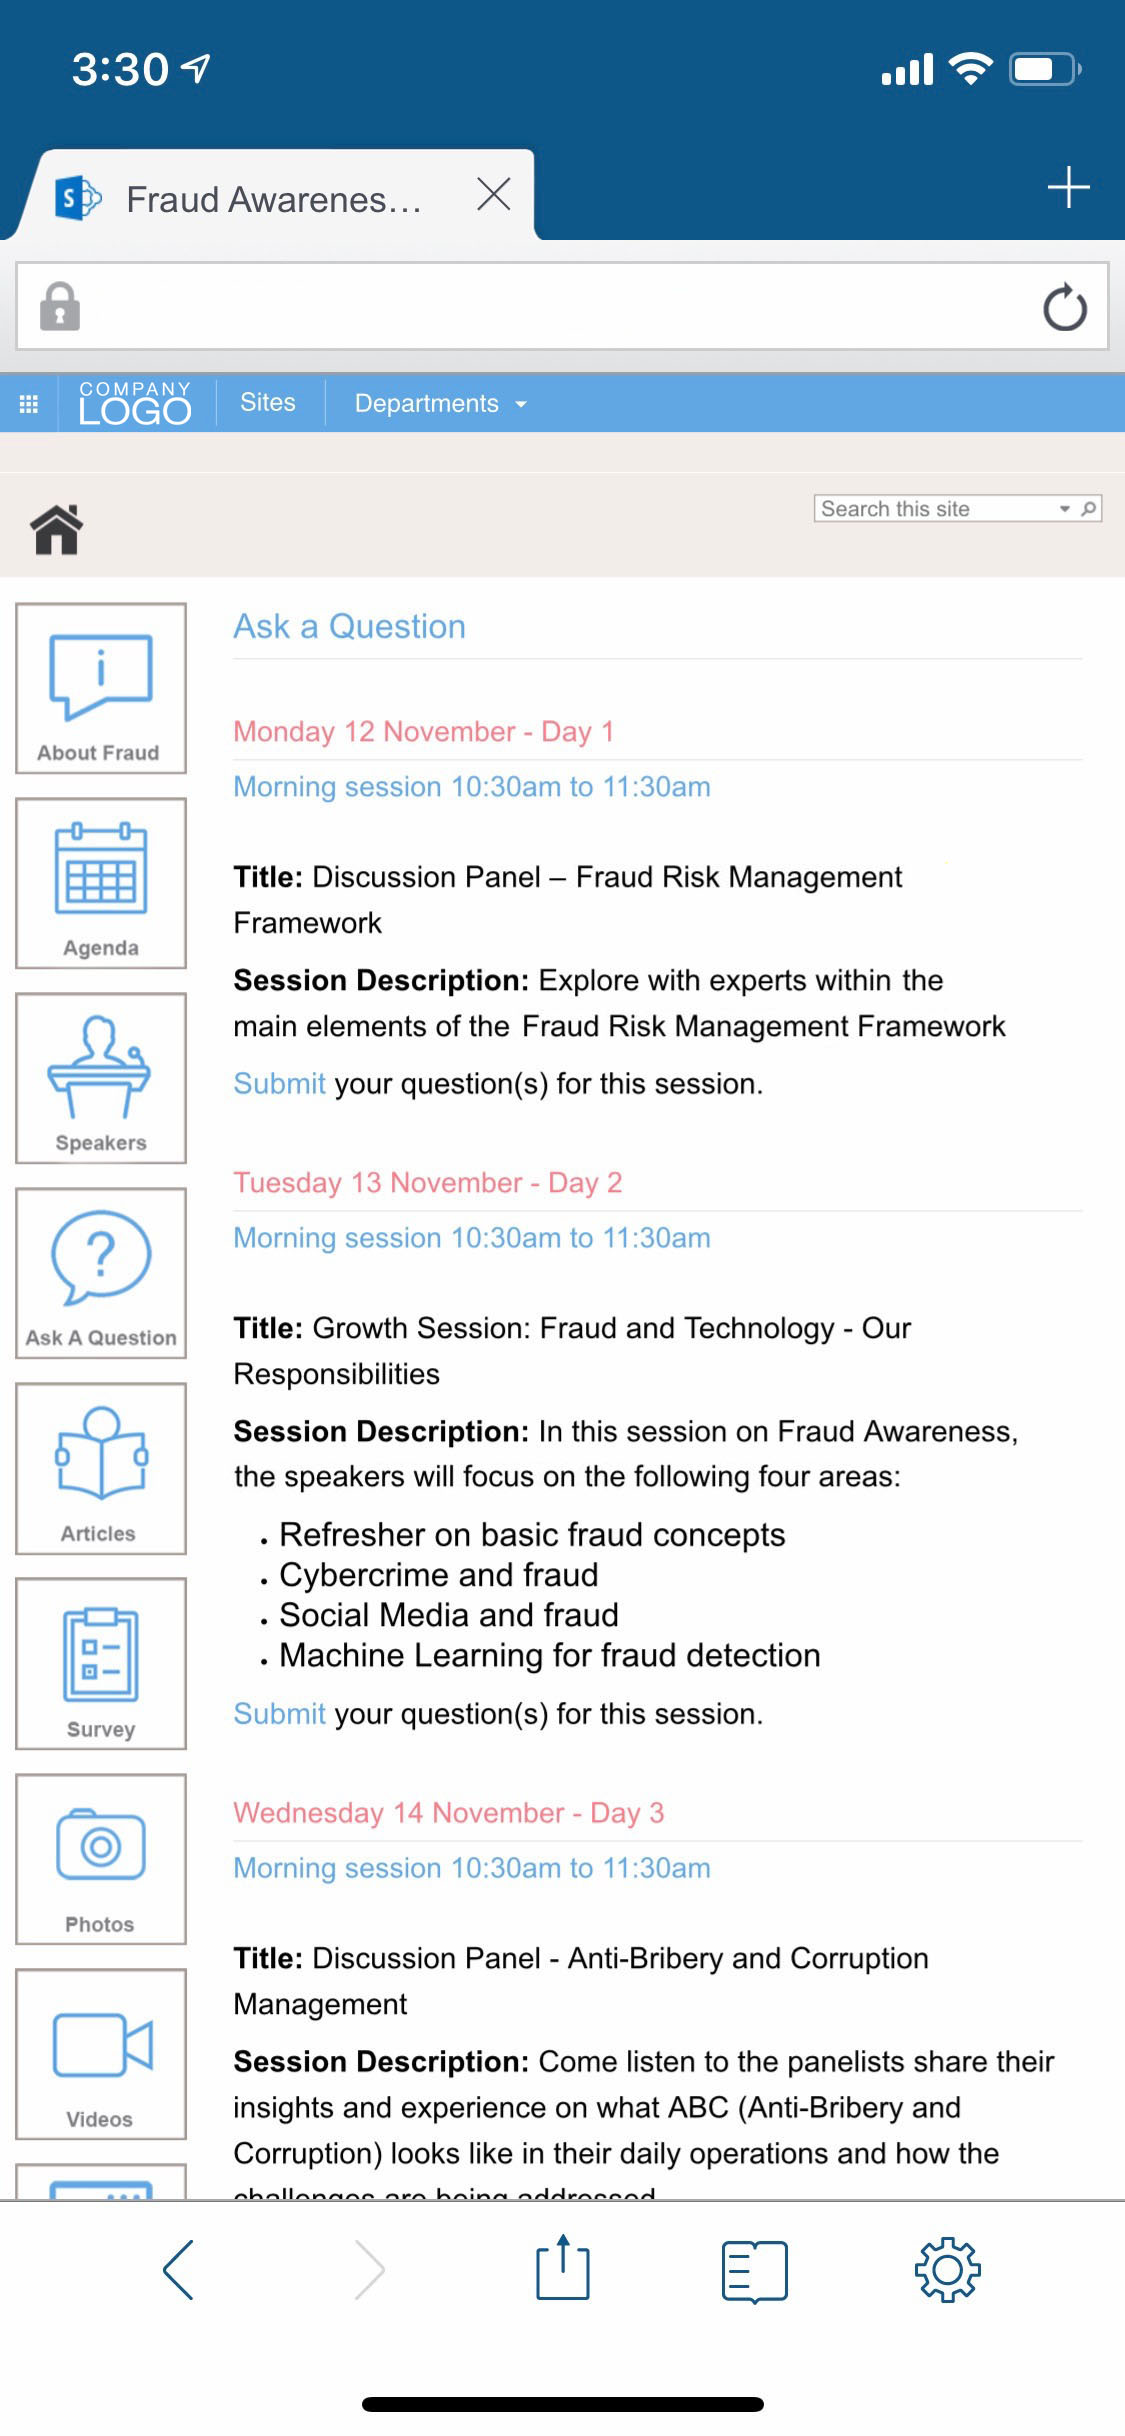 3:30
S
Fraud Awarenes...
COMPANY
LOGO
Sites
Departments
Search this site
About Fraud
Agenda
Speakers
Ask A Question
Articles
Survey
Photos
Videos
Ask a Question
Monday 12 November - Day 1
Morning session 10:30am to 11:30am
Title: Discussion Panel – Fraud Risk Management
Framework
Session Description: Explore with experts within the
main elements of the Fraud Risk Management Framework
Submit your question(s) for this session.
Tuesday 13 November - Day 2
Morning session 10:30am to 11:30am
Title: Growth Session: Fraud and Technology - Our
Responsibilities
Session Description: In this session on Fraud Awareness,
the speakers will focus on the following four areas:
• Refresher on basic fraud concepts
• Cybercrime and fraud
• Social Media and fraud
• Machine Learning for fraud detection
Submit your question(s) for this session.
Wednesday 14 November - Day 3
Morning session 10:30am to 11:30am
Title: Discussion Panel - Anti-Bribery and Corruption
Management
Session Description: Come listen to the panelists share their
insights and experience on what ABC (Anti-Bribery and
Corruption) looks like in their daily operations and how the
challenges are being addressed